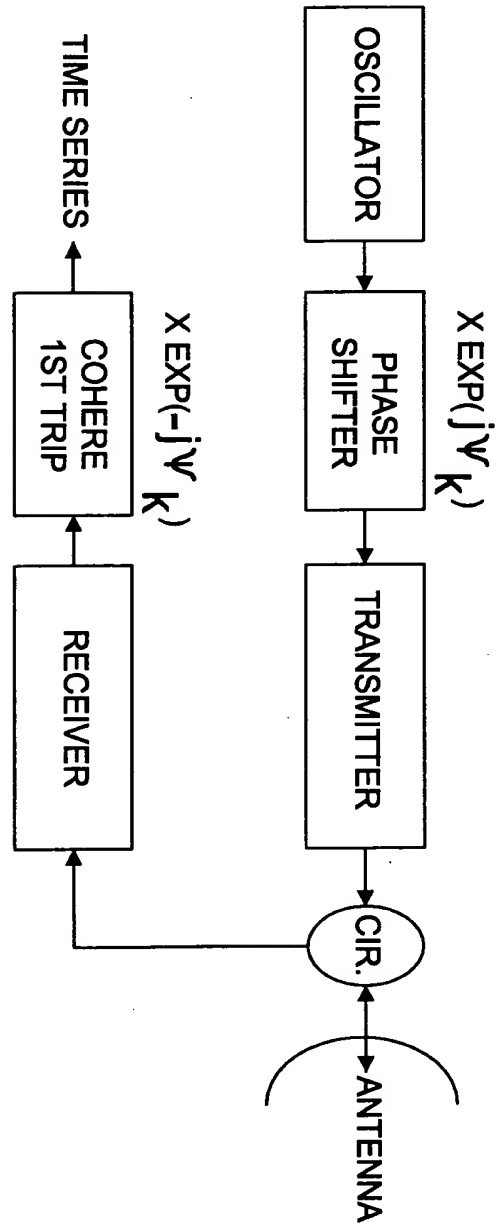 OSCILLATOR
X EXP(jΨk)
PHASE
SHIFTER
TRANSMITTER
CIR.
ANTENNA
TIME SERIES
X EXP(-jΨk)
COHERE
1ST TRIP
RECEIVER